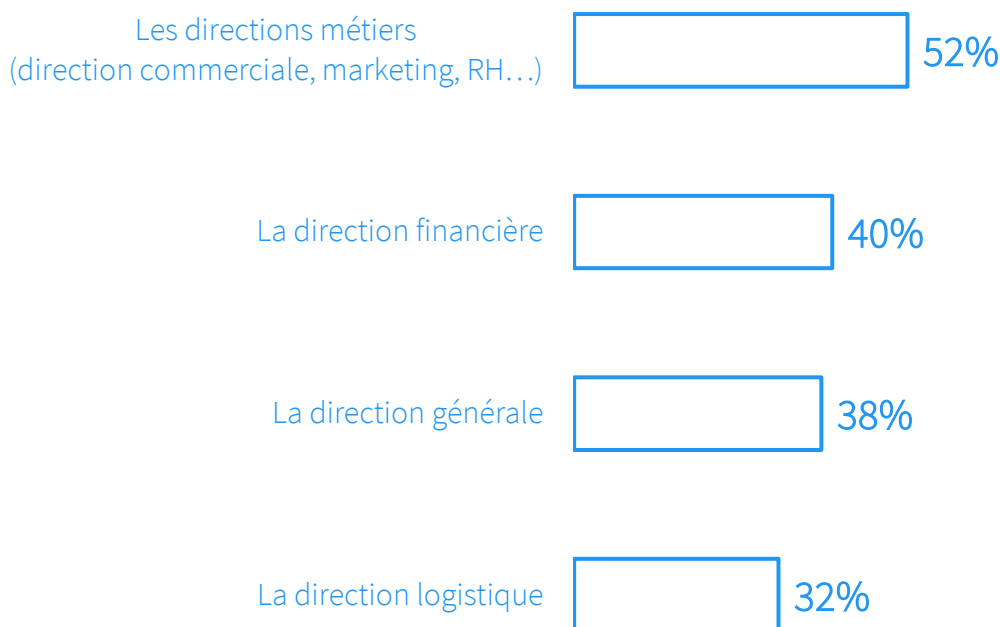 Les directions métiers
(direction commerciale, marketing, RH…)
52%
La direction financière
40%
La direction générale
38%
La direction logistique
32%